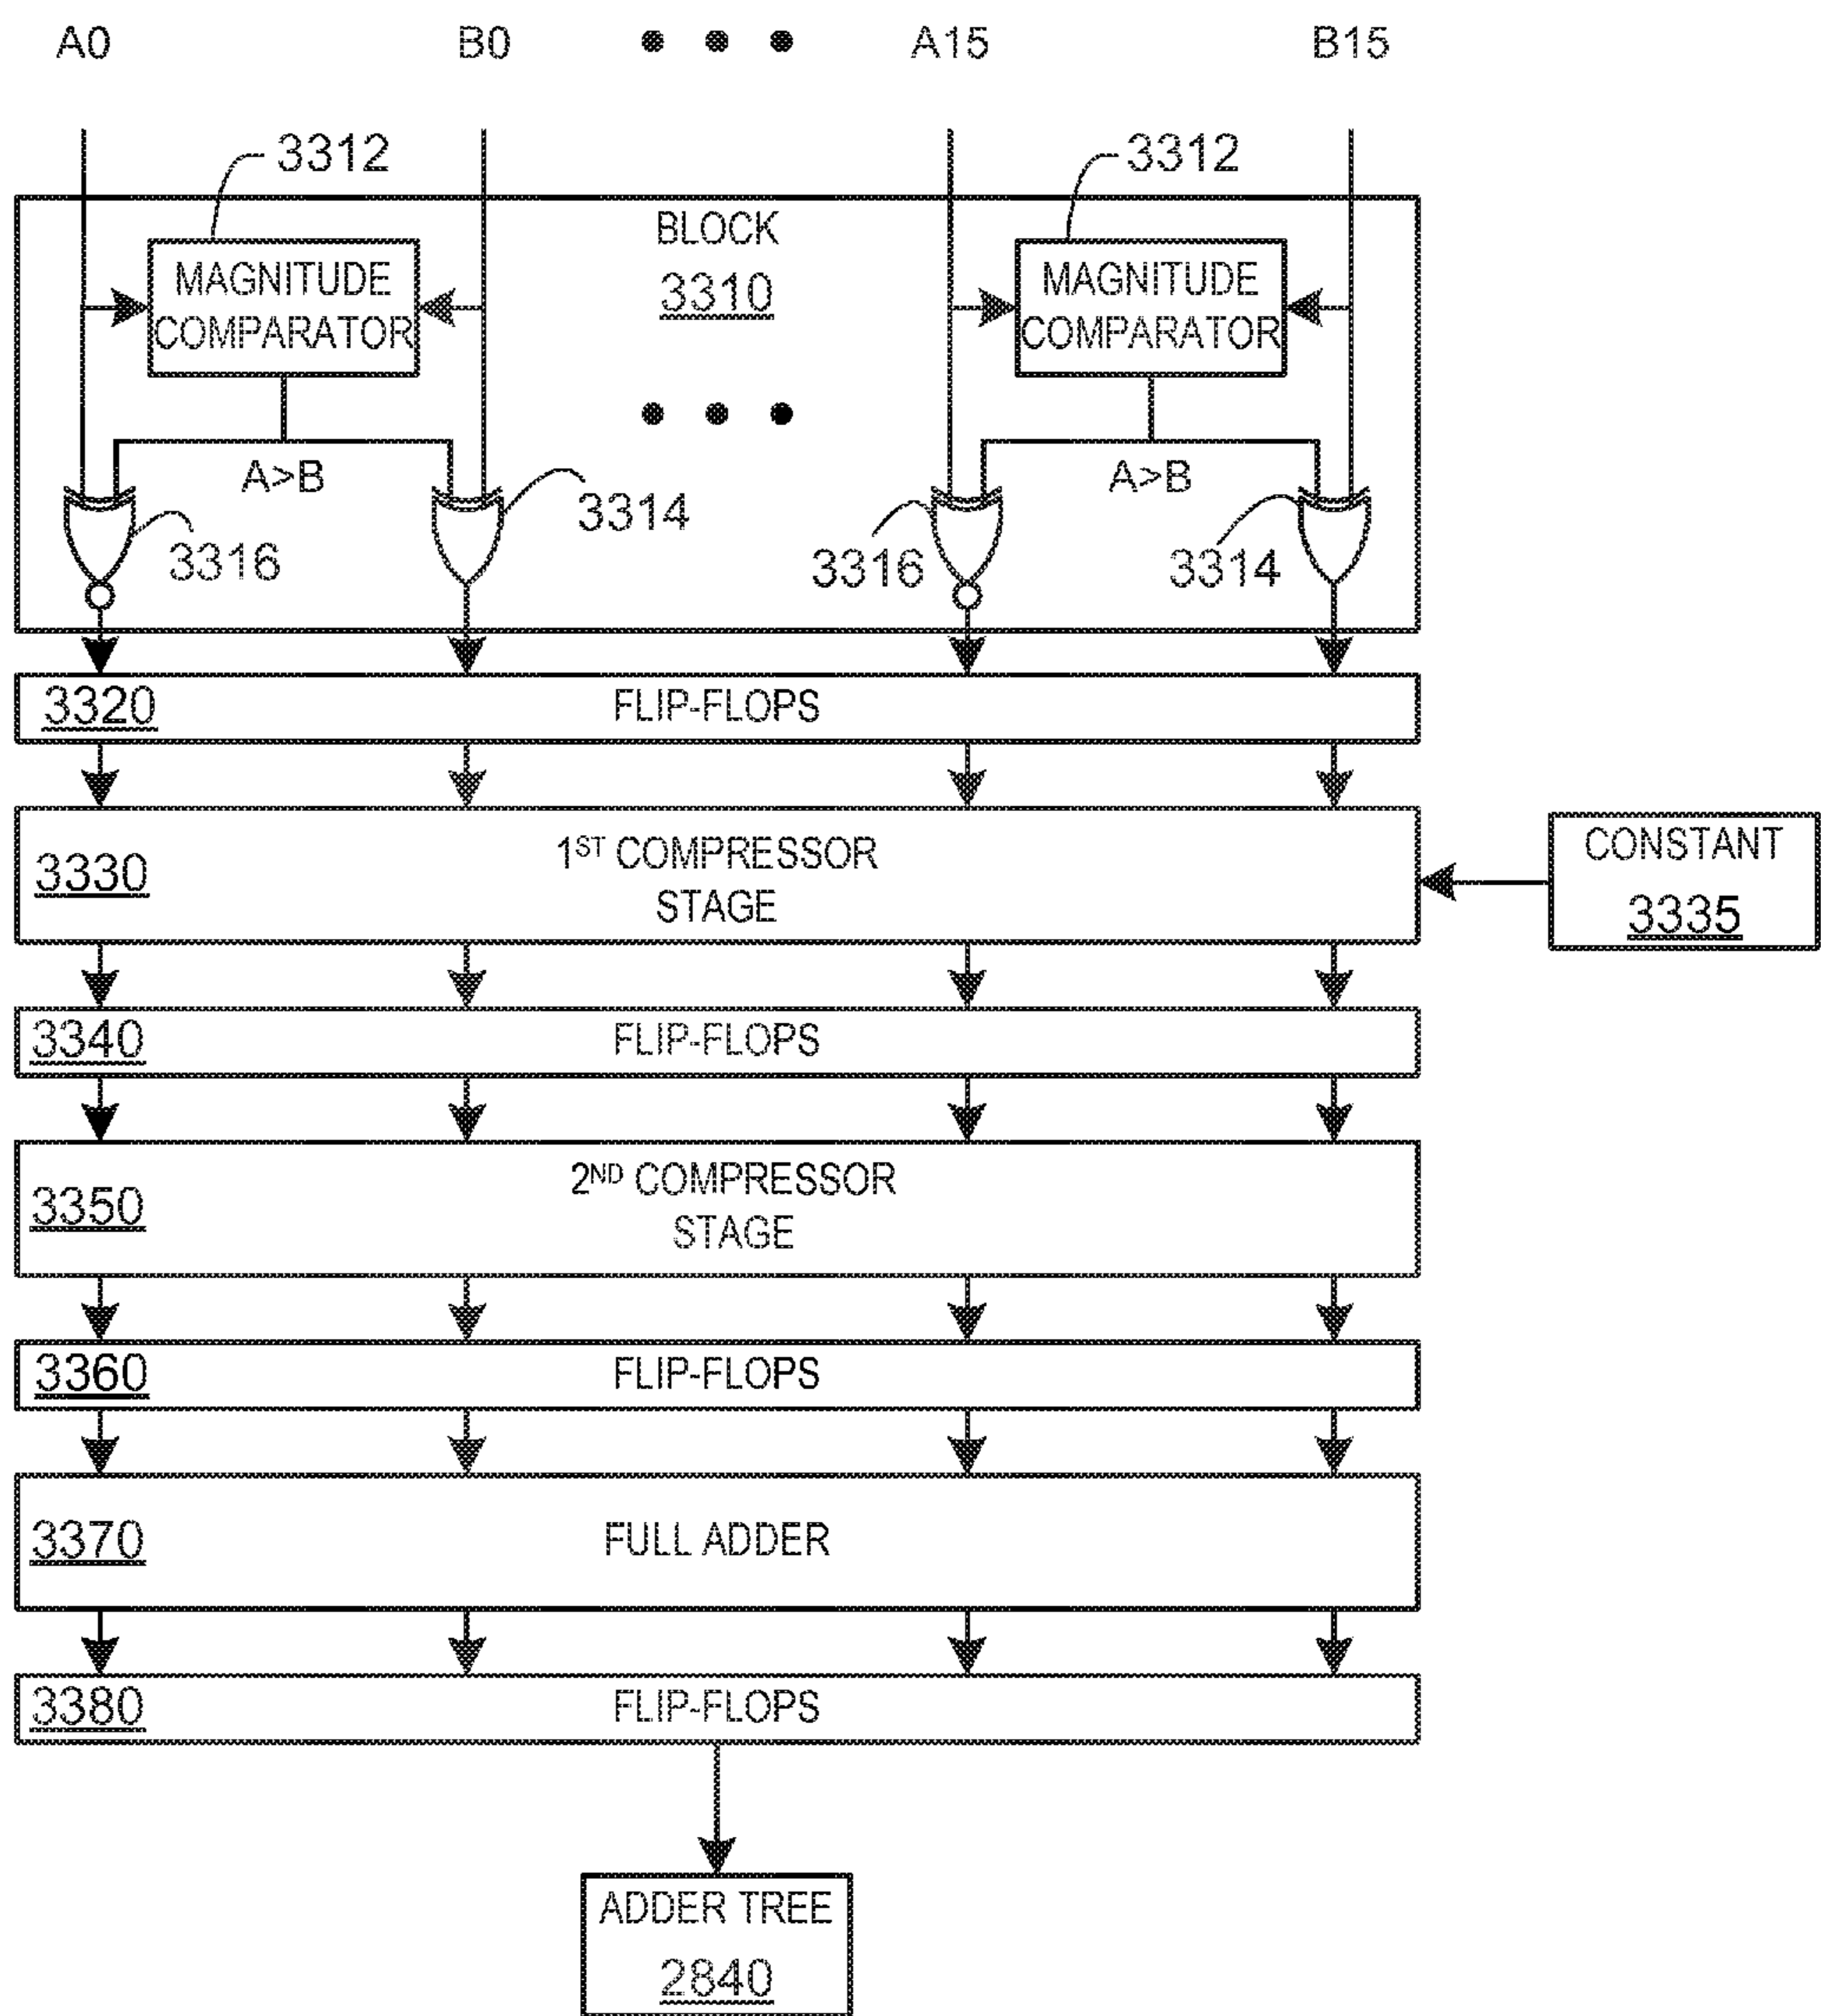 A0 B0 A15 B15
3312 3312
BLOCK
3310
MAGNITUDE
COMPARATOR
MAGNITUDE
COMPARATOR
A>B A>B
3316 3314 3316 3314
3320 FLIP-FLOPS
3330 1ST COMPRESSOR
STAGE
CONSTANT
3335
3340 FLIP-FLOPS
3350 2ND COMPRESSOR
STAGE
3360 FLIP-FLOPS
3370 FULL ADDER
3380 FLIP-FLOPS
ADDER TREE
2840